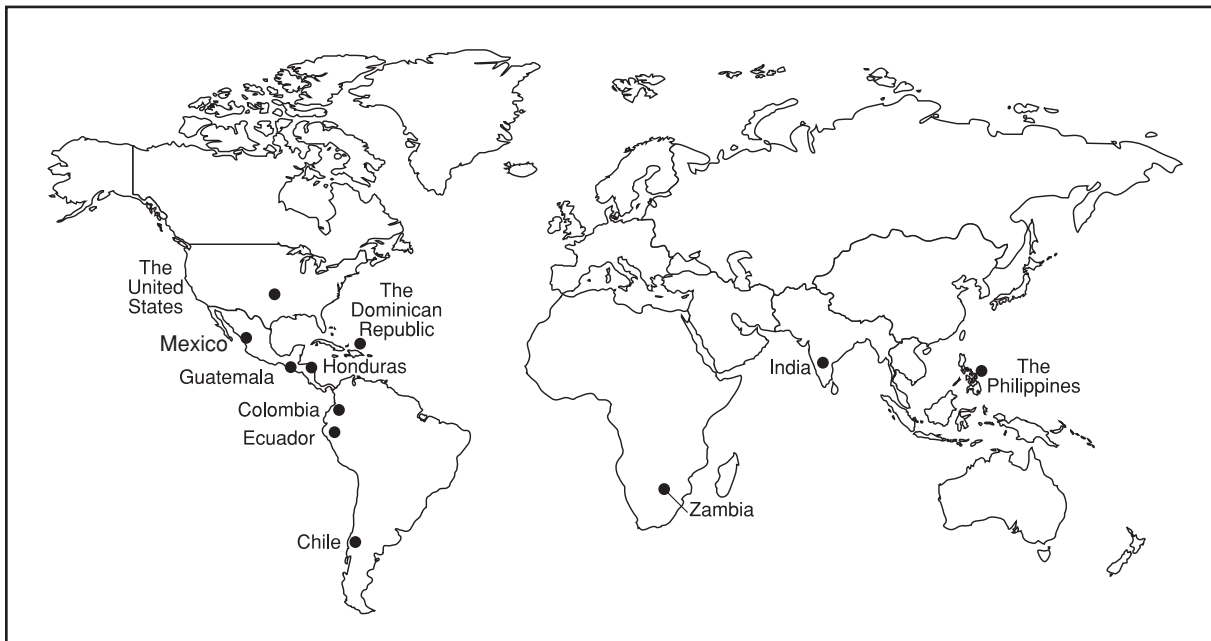 The
United
States
The
Dominican
Republic
Mexico
Guatemala
Honduras
India
The
Philippines
Colombia
Ecuador
Zambia
Chile